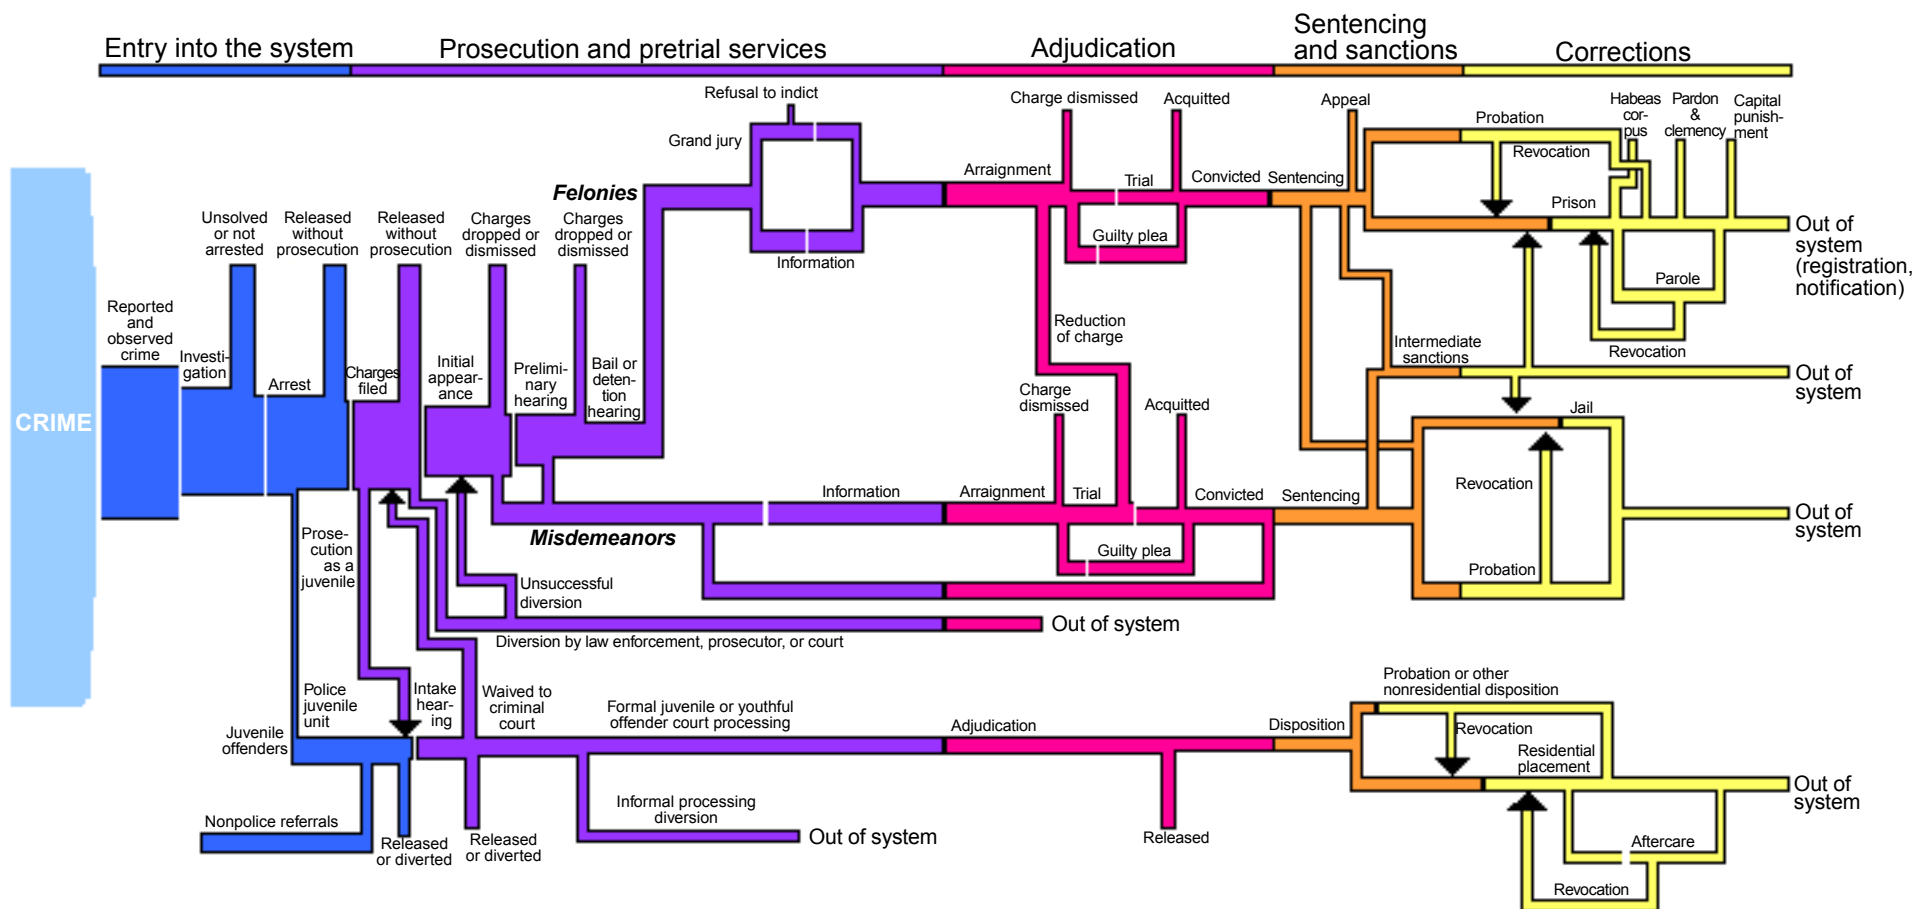 Entry into the system
Prosecution and pretrial services
Adjudication
Sentencing
and sanctions
Corrections
Refusal to indict
Grand jury
Felonies
Information
Charge dismissed
Acquitted
Arraignment
Trial
Convicted
Guilty plea
Sentencing
Appeal
Probation
Revocation
Prison
Habeas
cor-
pus
Pardon
&
clemency
Capital
punish-
ment
Out of
system
(registration,
notification)
Parole
Revocation
Unsolved
or not
arrested
Released
without
prosecution
Released
without
prosecution
Charges
dropped or
dismissed
Charges
dropped or
dismissed
CRIME
Reported
and
observed
crime
Investi-
gation
Arrest
Charges
filed
Initial
appear-
ance
Prelimi-
nary
hearing
Bail or
deten-
tion
hearing
Reduction
of charge
Intermediate
sanctions
Out of
system
Charge
dismissed
Acquitted
Information
Misdemeanors
Arraignment
Trial
Convicted
Guilty plea
Sentencing
Jail
Revocation
Probation
Out of
system
Prose-
cution
as a
juvenile
Unsuccessful
diversion
Out of system
Diversion by law enforcement, prosecutor, or court
Police
juvenile
unit
Juvenile
offenders
Intake
hear-
ing
Waived to
criminal
court
Formal juvenile or youthful
offender court processing
Adjudication
Disposition
Probation or other
nonresidential disposition
Revocation
Residential
placement
Out of
system
Nonpolice referrals
Released
or diverted
Released
or diverted
Informal processing
diversion
Out of system
Released
Aftercare
Revocation